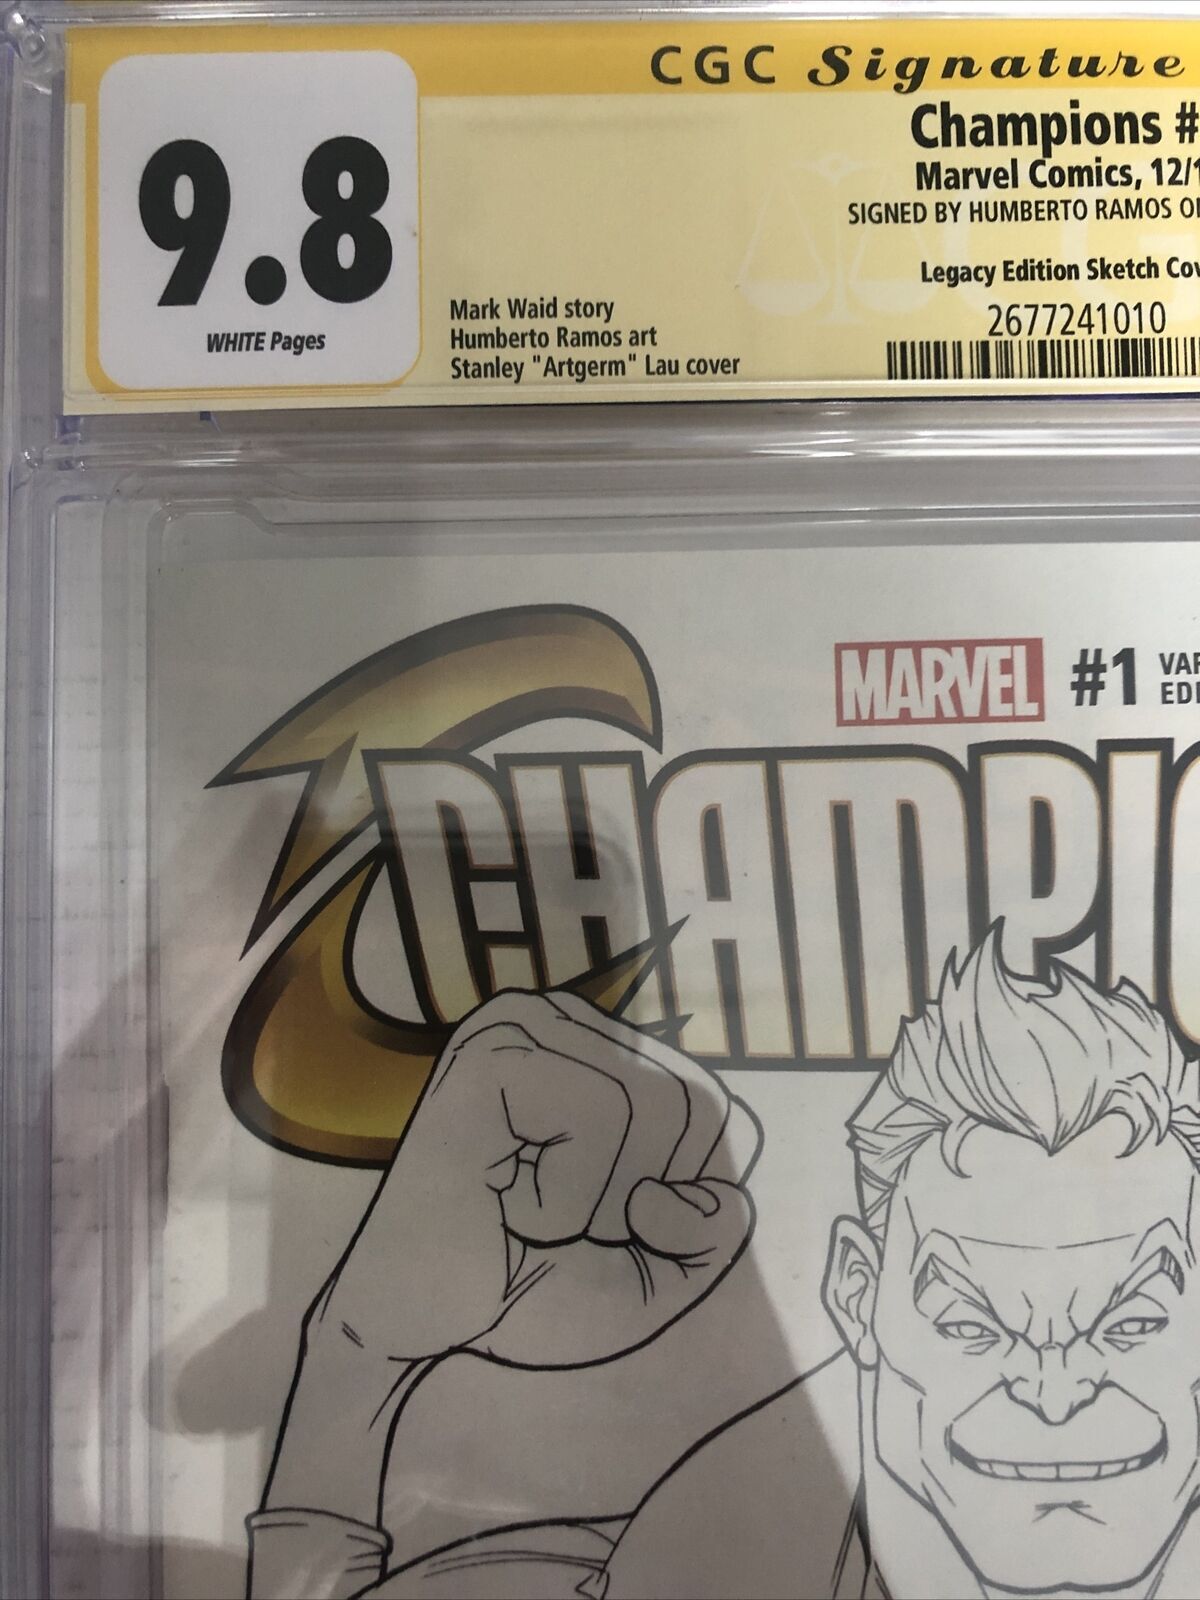 CGC Signature
9.8
WHITE Pages
Champions #
Marvel Comics, 12/1
SIGNED BY HUMBERTO RAMOS ON
Legacy Edition Sketch Cov
2677241010
Mark Waid story
Humberto Ramos art
Stanley "Artgerm" Lau cover
MARVEL #1 VAR
EDI
CHAMPIO